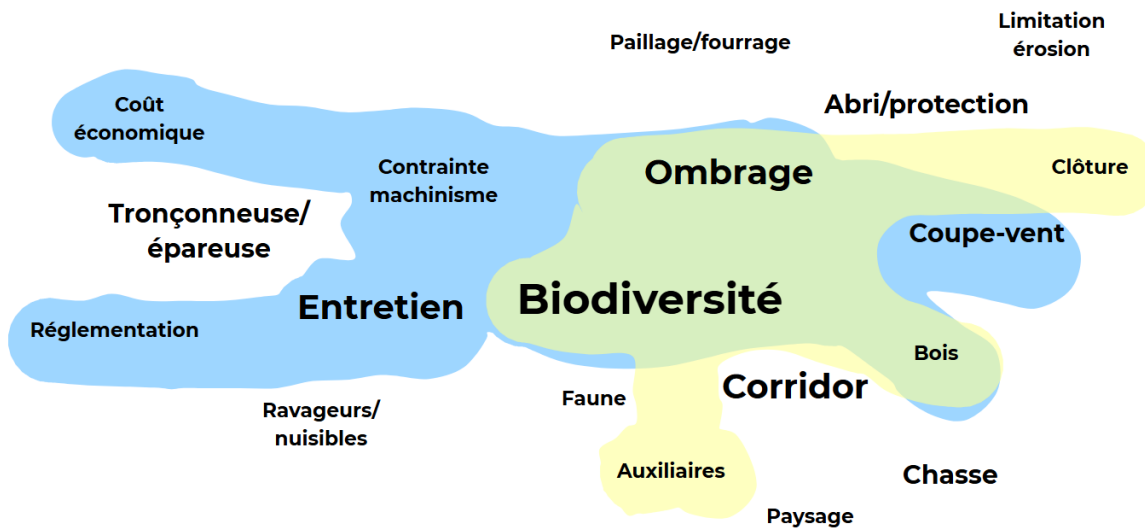 Limitation
érosion
Paillage/fourrage
Coût
économique
Abri/protection
Contrainte
machinisme
Ombrage
Clôture
Tronçonneuse/
épareuse
Coupe-vent
Entretien
Biodiversité
Réglementation
Bois
Ravageurs/
nuisibles
Faune
Corridor
Auxiliaires
Chasse
Paysage